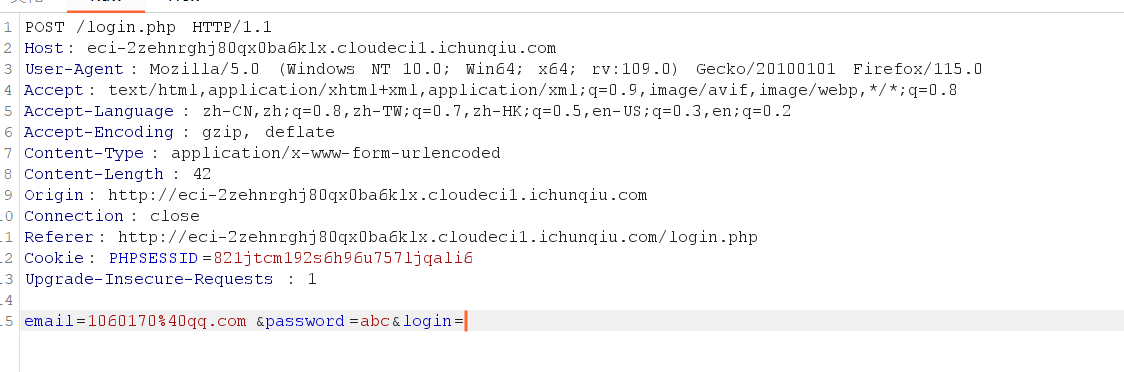 1 POST /login.php HTTP/1.1
2 Host: eci-2zehnrghj80qx0ba6klx.cloudeci1.ichunqiu.com
3 User-Agent: Mozilla/5.0 (Windows NT 10.0; Win64; x64; rv:109.0) Gecko/20100101 Firefox/115.0
4 Accept: text/html,application/xhtml+xml,application/xml;q=0.9,image/avif,image/webp,*/*;q=0.8
5 Accept-Language: zh-CN,zh;q=0.8,zh-TW;q=0.7,zh-HK;q=0.5,en-US;q=0.3,en;q=0.2
6 Accept-Encoding: gzip, deflate
7 Content-Type: application/x-www-form-urlencoded
8 Content-Length: 42
9 Origin: http://eci-2zehnrghj80qx0ba6klx.cloudeci1.ichunqiu.com
10 Connection: close
11 Referer: http://eci-2zehnrghj80qx0ba6klx.cloudeci1.ichunqiu.com/login.php
12 Cookie: PHPSESSID=821jtcm192s6h96u757ljqali6
13 Upgrade-Insecure-Requests: 1
14
15 email=1060170%40qq.com&password=abc&login=